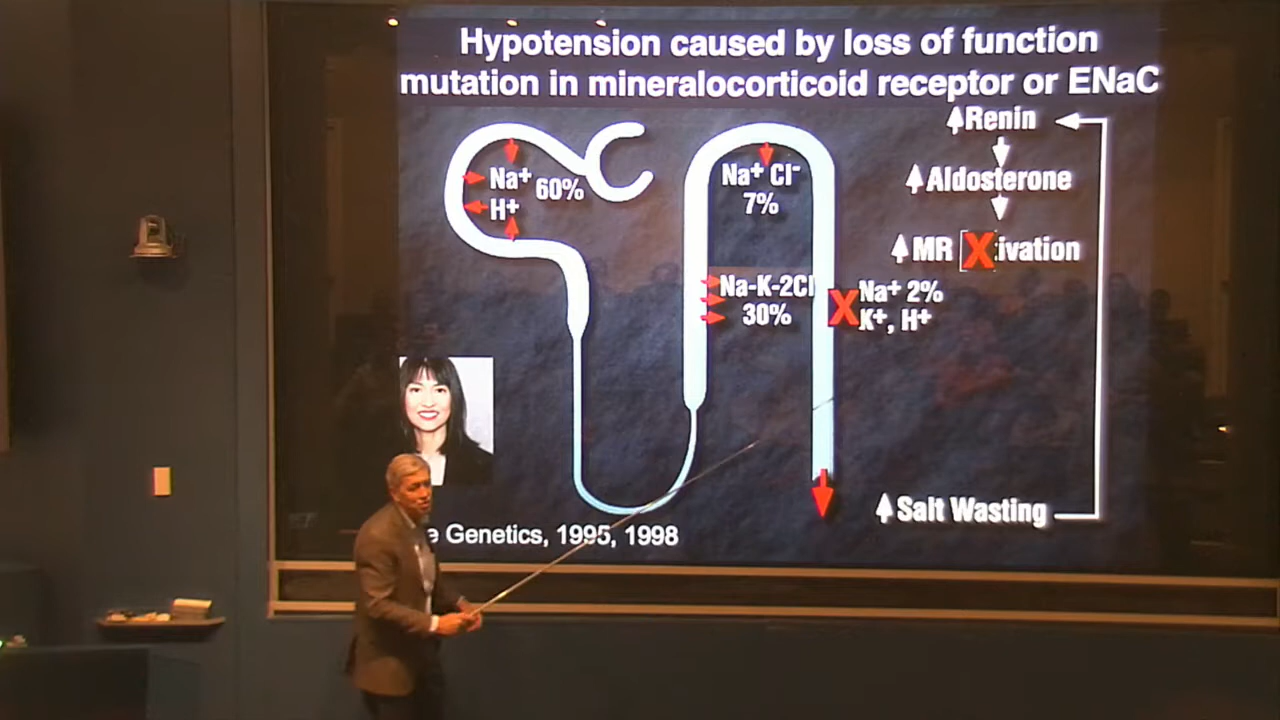 Hypotension caused by loss of function
mutation in mineralocorticoid receptor or ENaC
Renin
Aldosterone
MR X ivation
Na+ 60%
H+
Na+ Cl-
7%
Na-K-2Cl
30%
X Na+ 2%
K+, H+
Salt Wasting
e Genetics, 1995, 1998